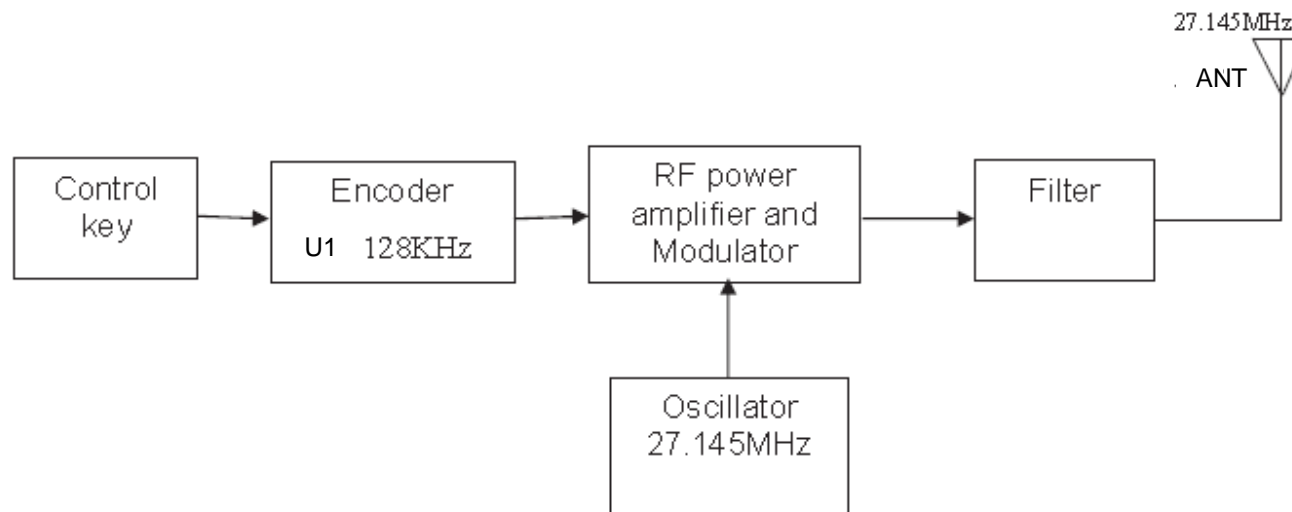 27.145MHz
. ANT
Control
key
Encoder
U1 128KHz
RF power
amplifier and
Modulator
Filter
Oscillator
27.145MHz